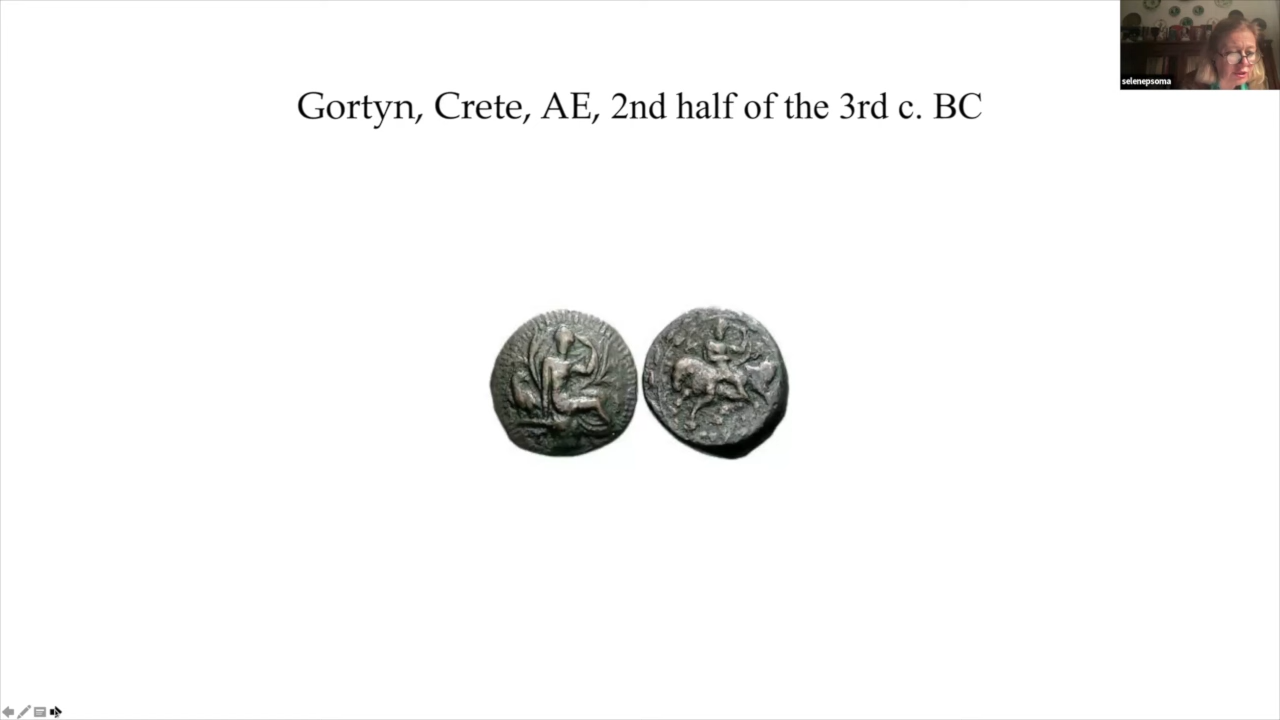 selenepsoma
Gortyn, Crete, AE, 2nd half of the 3rd c. BC